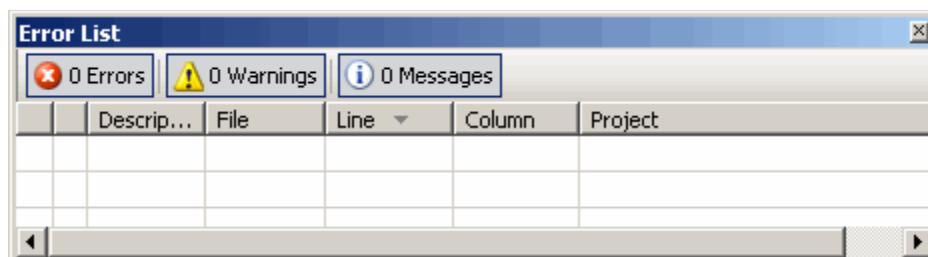 Error List
0 Errors 0 Warnings 0 Messages
Descrip... File Line Column Project